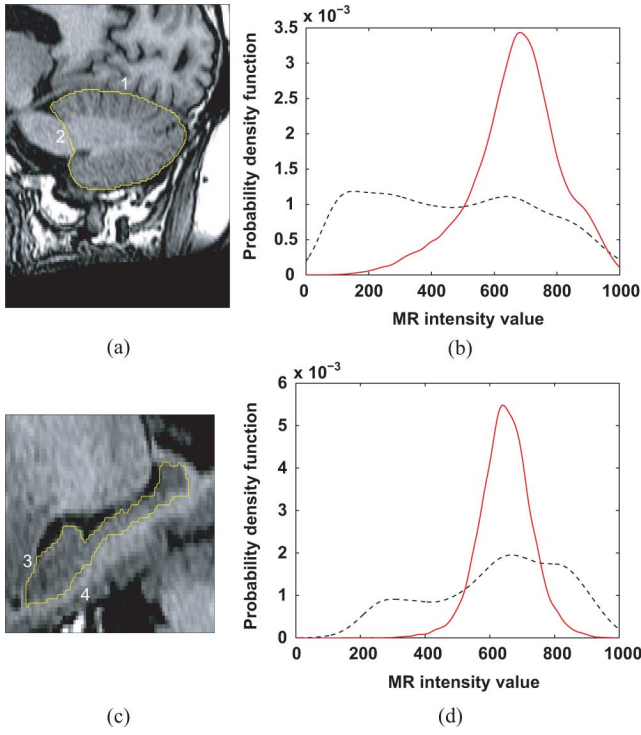 1
2
(a)
x 10⁻³
3.5
3
2.5
2
1.5
1
0.5
0
0 200 400 600 800 1000
Probability density function
MR intensity value
(b)
3
4
(c)
x 10⁻³
6
5
4
3
2
1
0
0 200 400 600 800 1000
Probability density function
MR intensity value
(d)